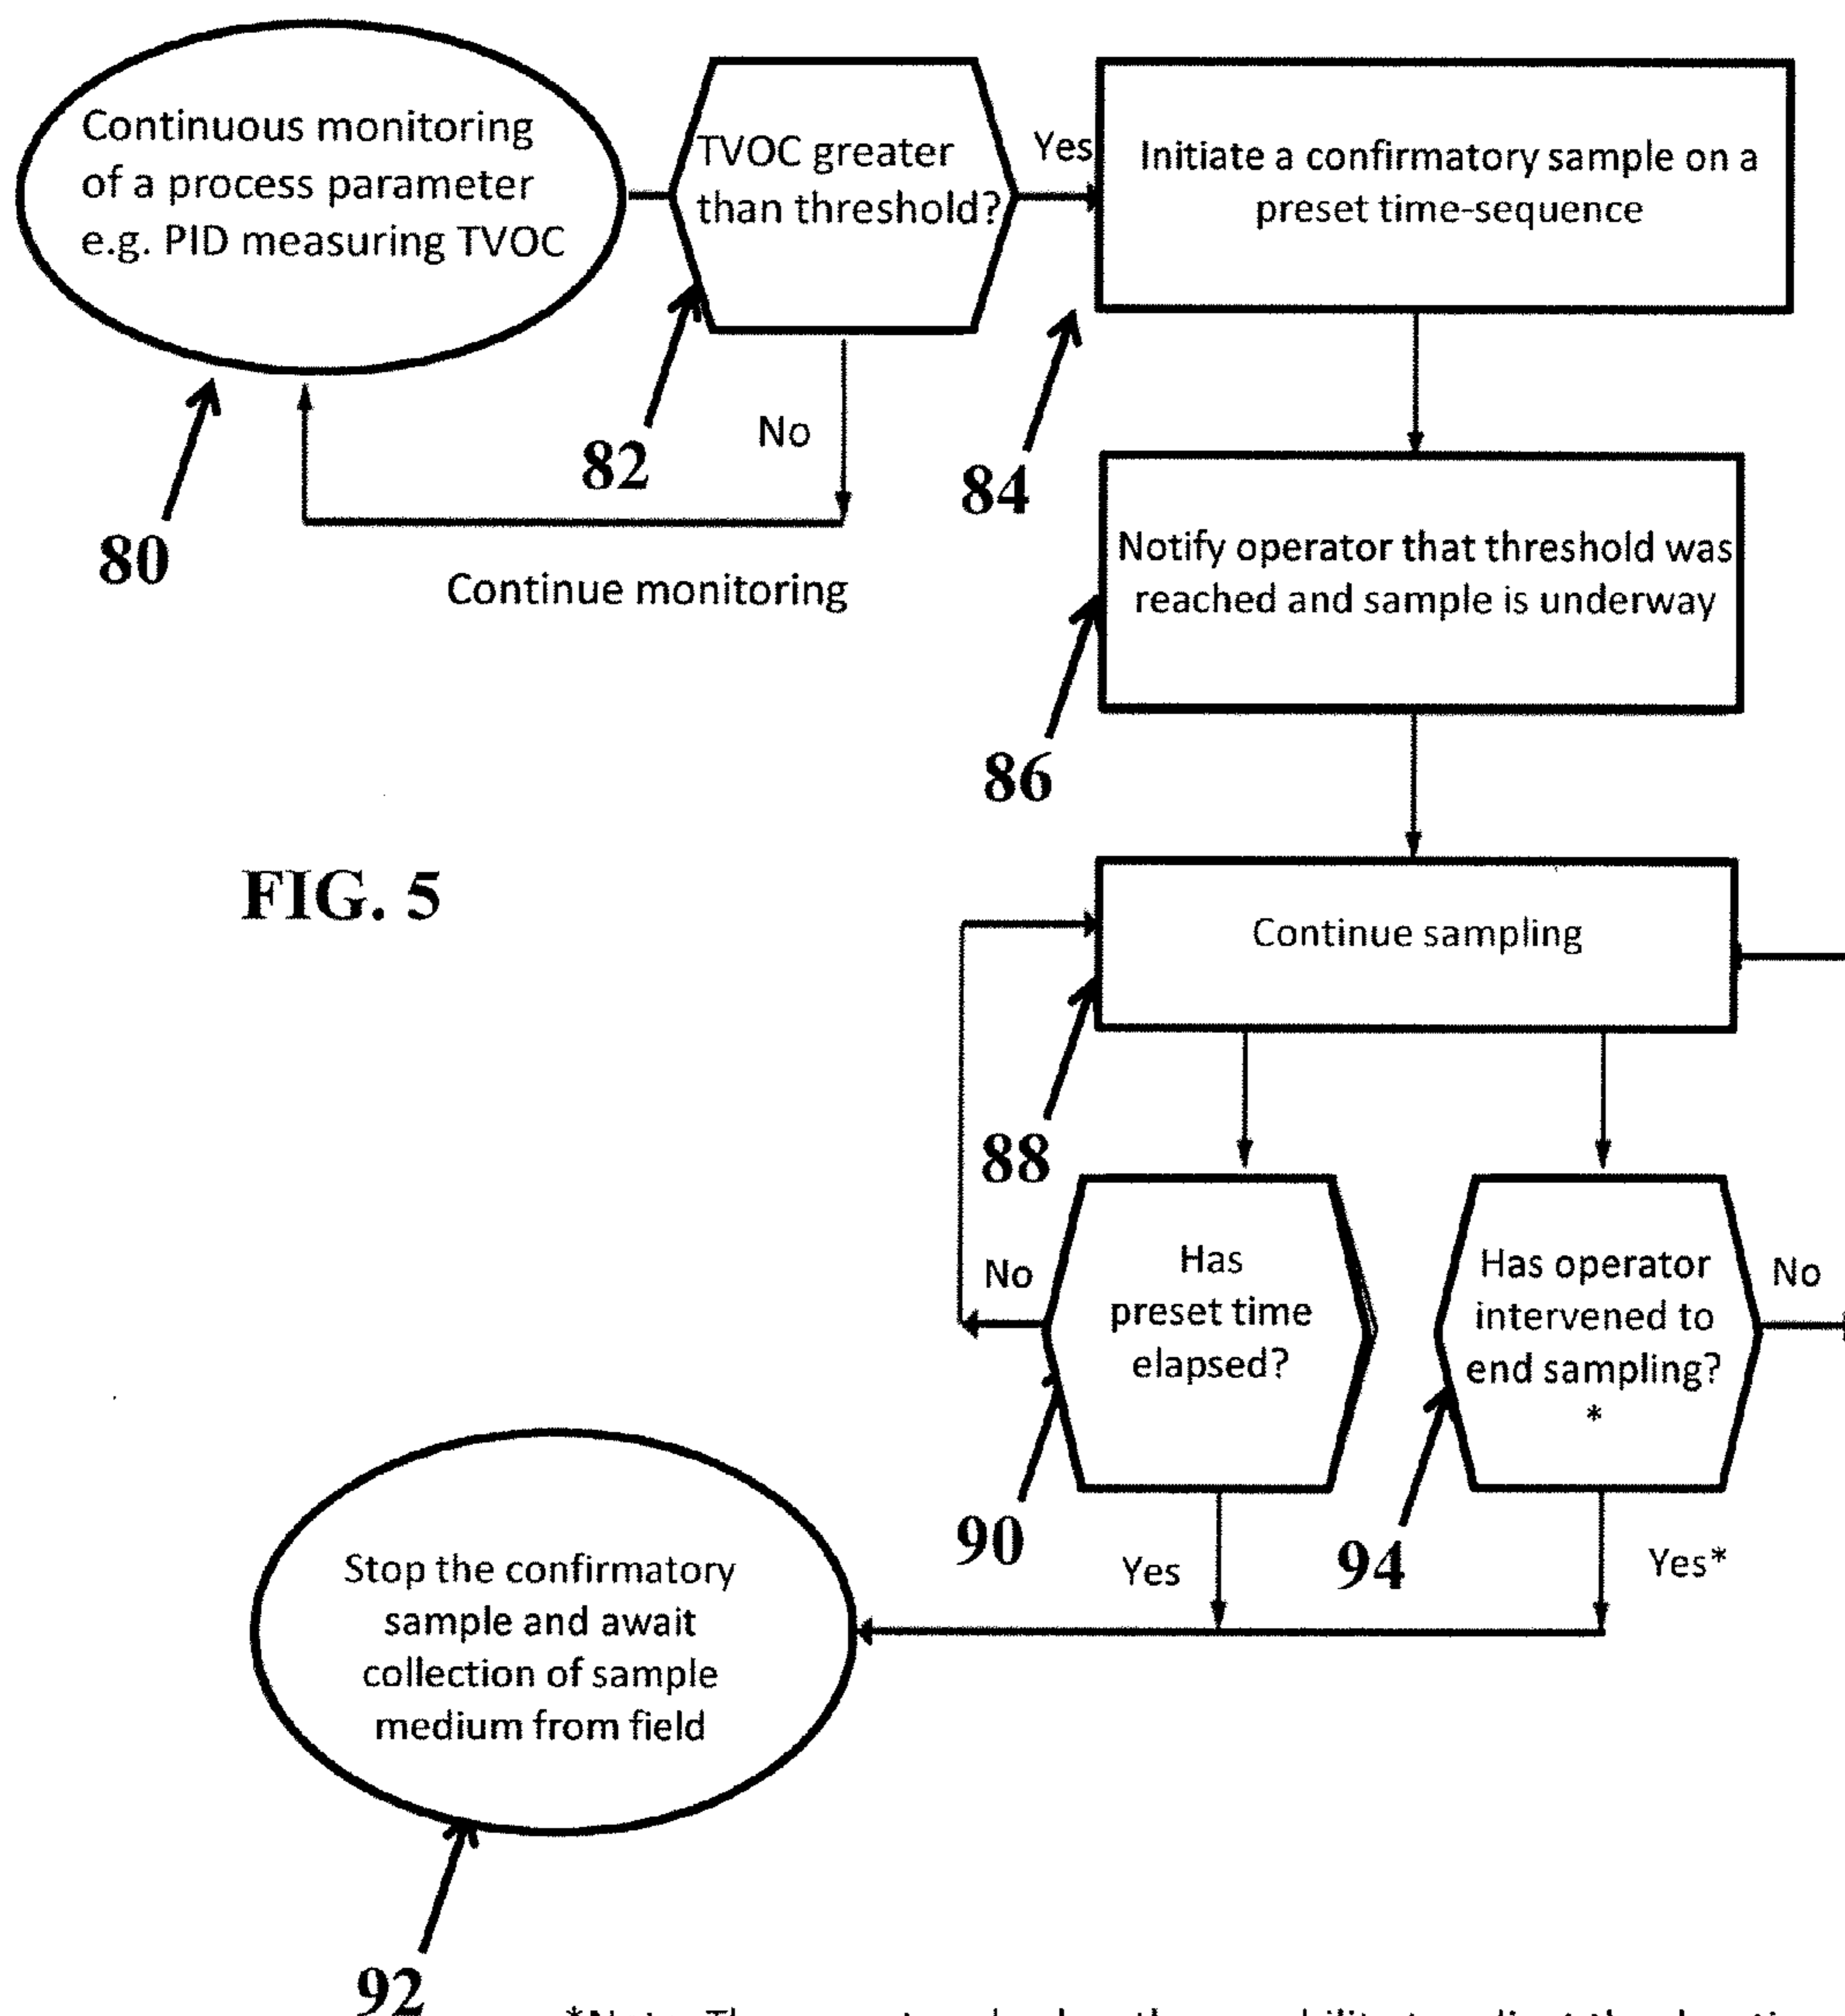 Continuous monitoring
of a process parameter
e.g. PID measuring TVOC
80
TVOC greater
than threshold?
82
Yes
No
Continue monitoring
Initiate a confirmatory sample on a
preset time-sequence
84
Notify operator that threshold was
reached and sample is underway
86
FIG. 5
Continue sampling
88
Has
preset time
elapsed?
No
90
Yes
Has operator
intervened to
end sampling?
*
No
94
Yes*
Stop the confirmatory
sample and await
collection of sample
medium from field
92